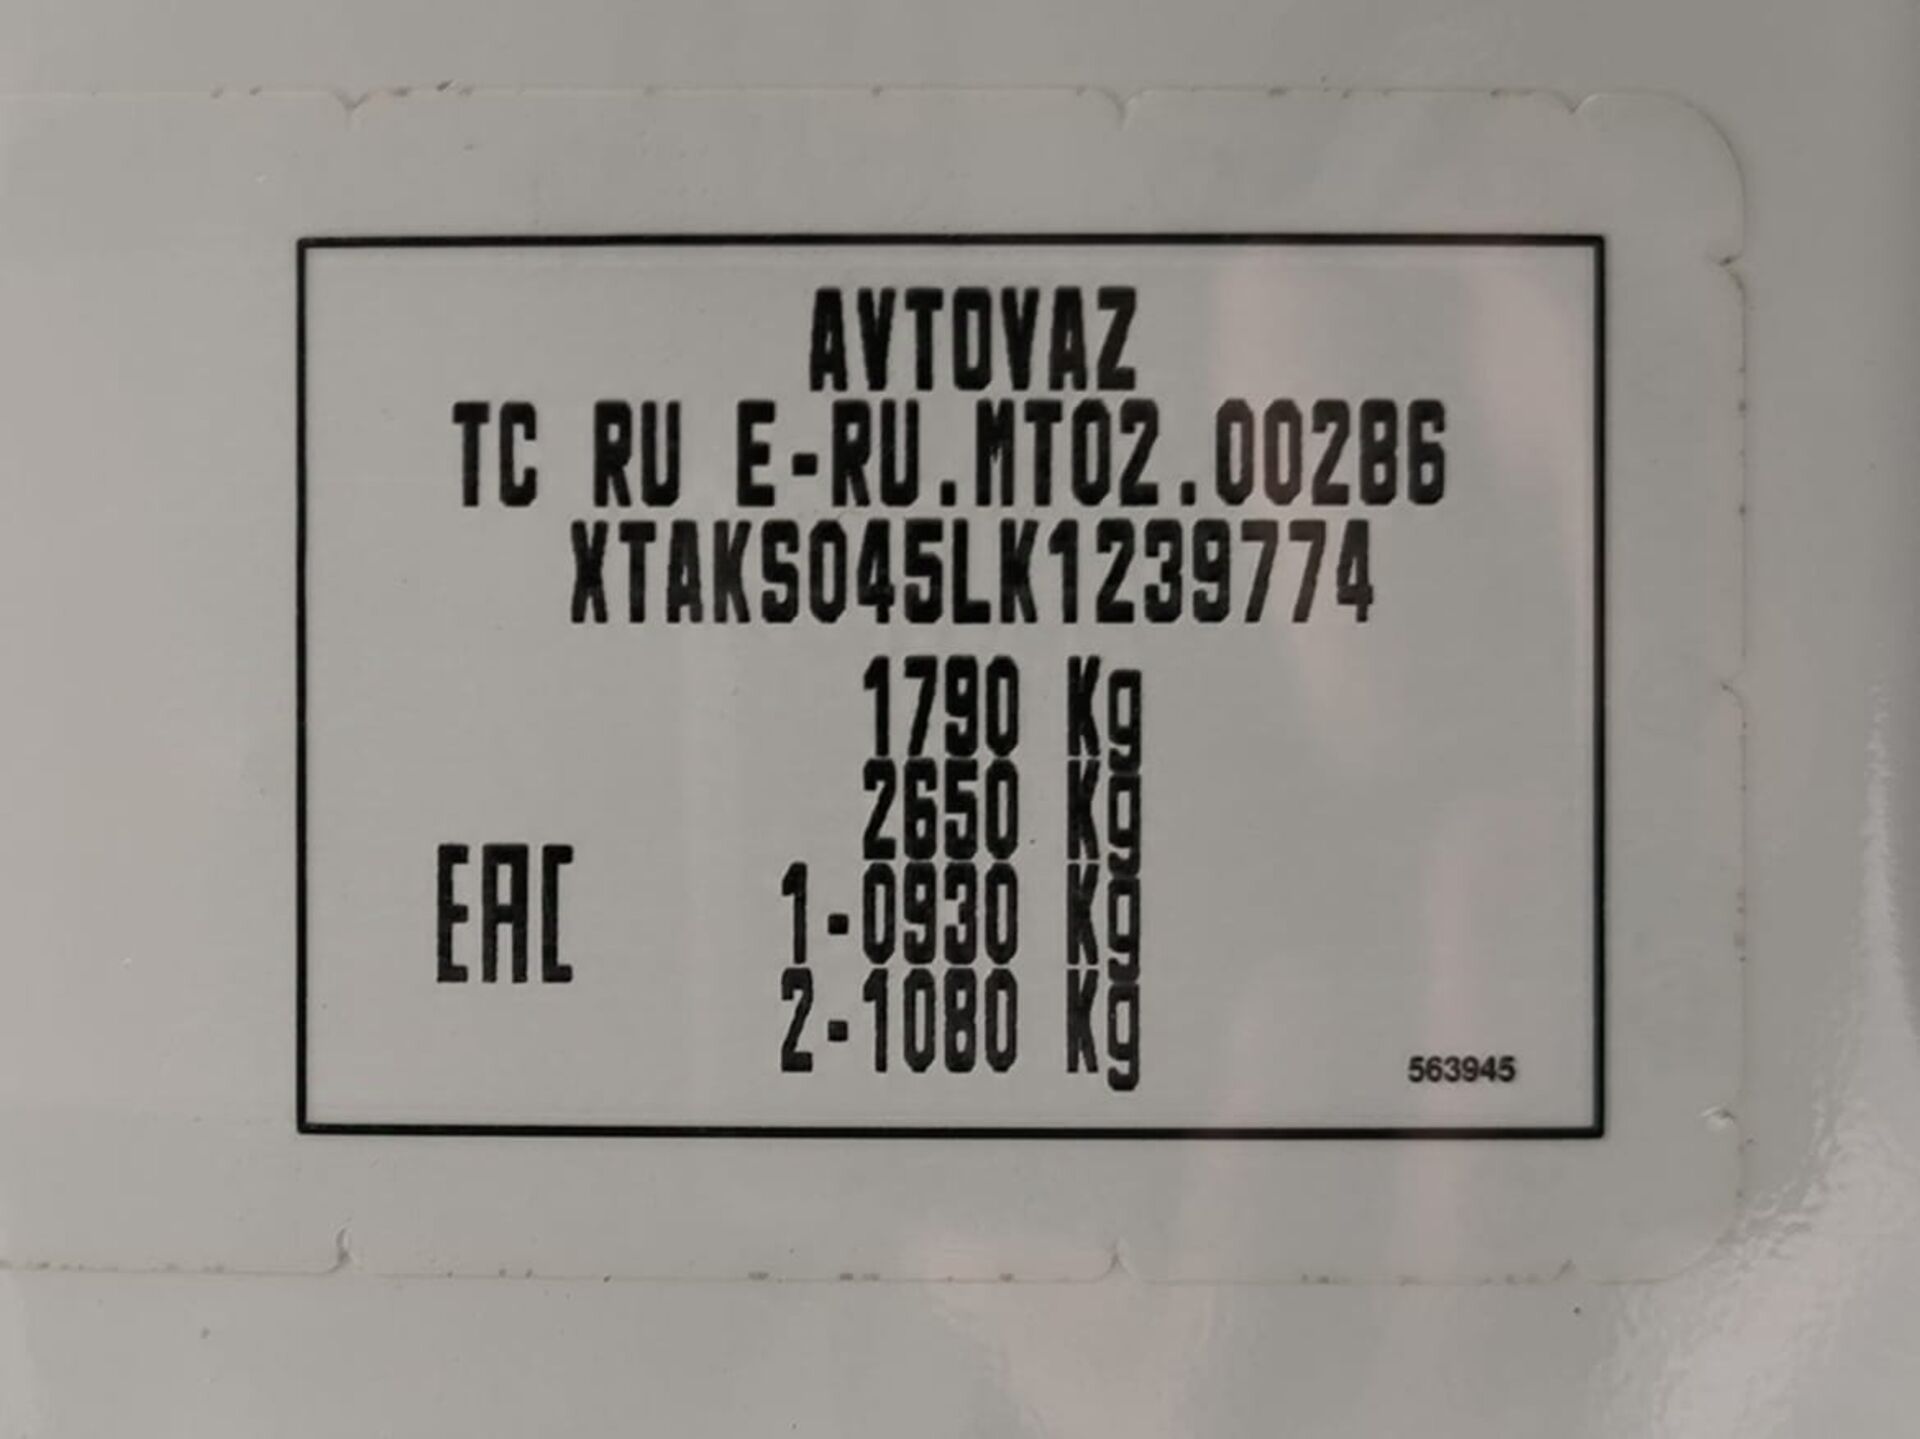 AVTOVAZ
TC RU E-RU.MT02.00286
XTAKS045LK1239774
1790 Kg
2650 Kg
1-0930 Kg
2-1080 Kg
EAC
563945